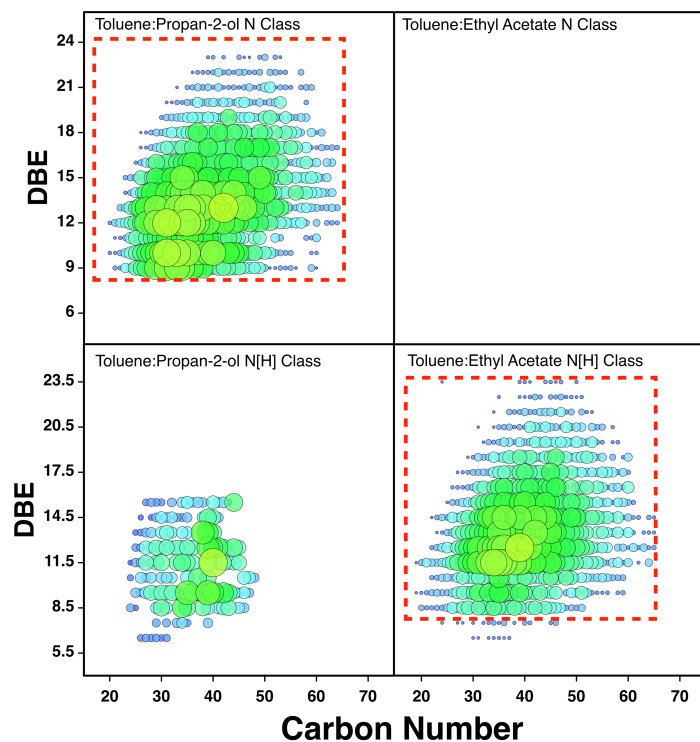 Toluene:Propan-2-ol N Class
Toluene:Ethyl Acetate N Class
24
21
18
15
12
9
6
DBE
Toluene:Propan-2-ol N[H] Class
Toluene:Ethyl Acetate N[H] Class
23.5
20.5
17.5
14.5
11.5
8.5
5.5
DBE
20 30 40 50 60 70 20 30 40 50 60 70
Carbon Number